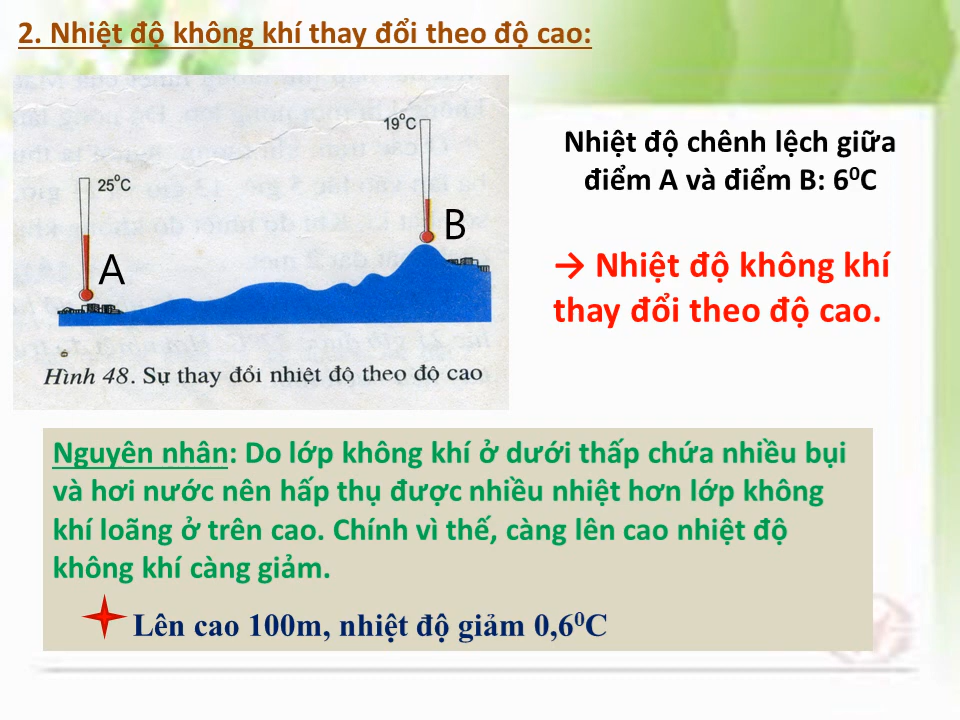 2. Nhiệt độ không khí thay đổi theo độ cao:
19°C
25°C
B
A
Hình 48. Sự thay đổi nhiệt độ theo độ cao
Nhiệt độ chênh lệch giữa
điểm A và điểm B: 6⁰C
→ Nhiệt độ không khí
thay đổi theo độ cao.
Nguyên nhân: Do lớp không khí ở dưới thấp chứa nhiều bụi
và hơi nước nên hấp thụ được nhiều nhiệt hơn lớp không
khí loãng ở trên cao. Chính vì thế, càng lên cao nhiệt độ
không khí càng giảm.
Lên cao 100m, nhiệt độ giảm 0,6⁰C